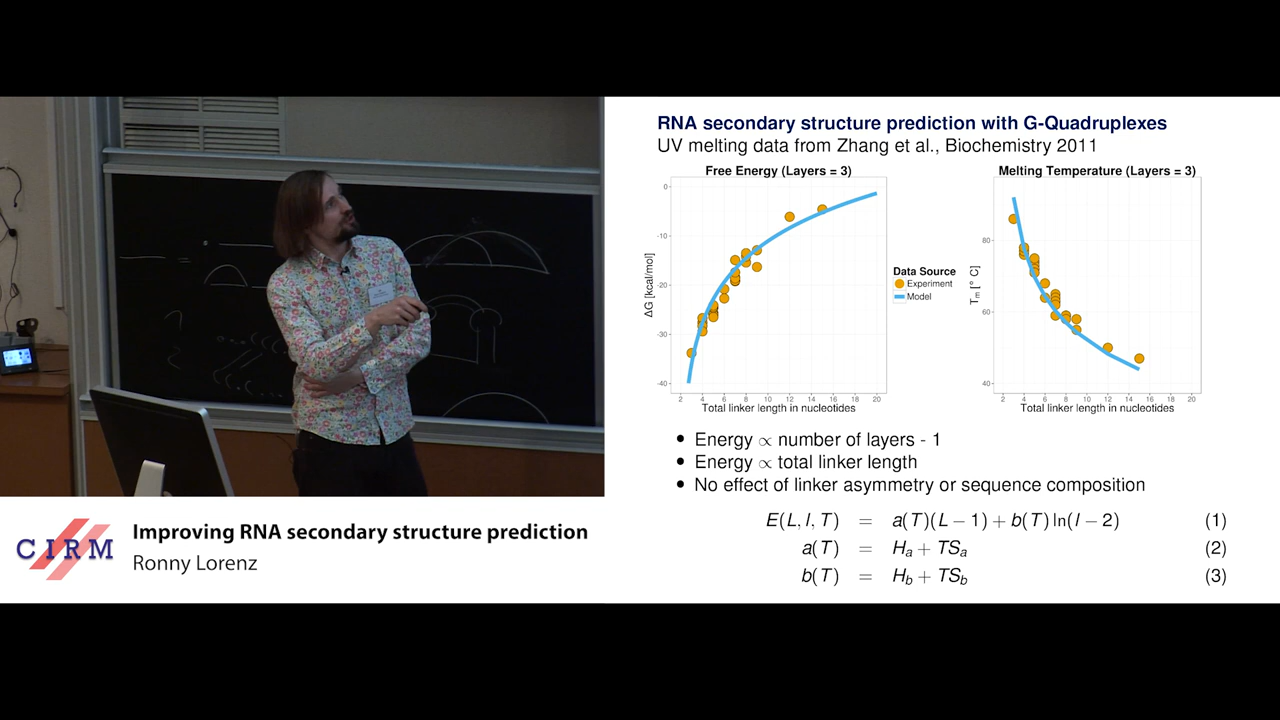 RNA secondary structure prediction with G-Quadruplexes
UV melting data from Zhang et al., Biochemistry 2011
Free Energy (Layers = 3)
0
-10
-20
-30
-40
ΔG [kcal/mol]
2 4 6 8 10 12 14 16 18 20
Total linker length in nucleotides
Data Source
Experiment
Model
Melting Temperature (Layers = 3)
80
60
40
Tm [° C]
2 4 6 8 10 12 14 16 18 20
Total linker length in nucleotides
• Energy ∝ number of layers - 1
• Energy ∝ total linker length
• No effect of linker asymmetry or sequence composition
E(L, l, T) = a(T)(L − 1) + b(T) ln(l − 2) (1)
a(T) = Ha + TSa (2)
b(T) = Hb + TSb (3)
CIRM
Improving RNA secondary structure prediction
Ronny Lorenz